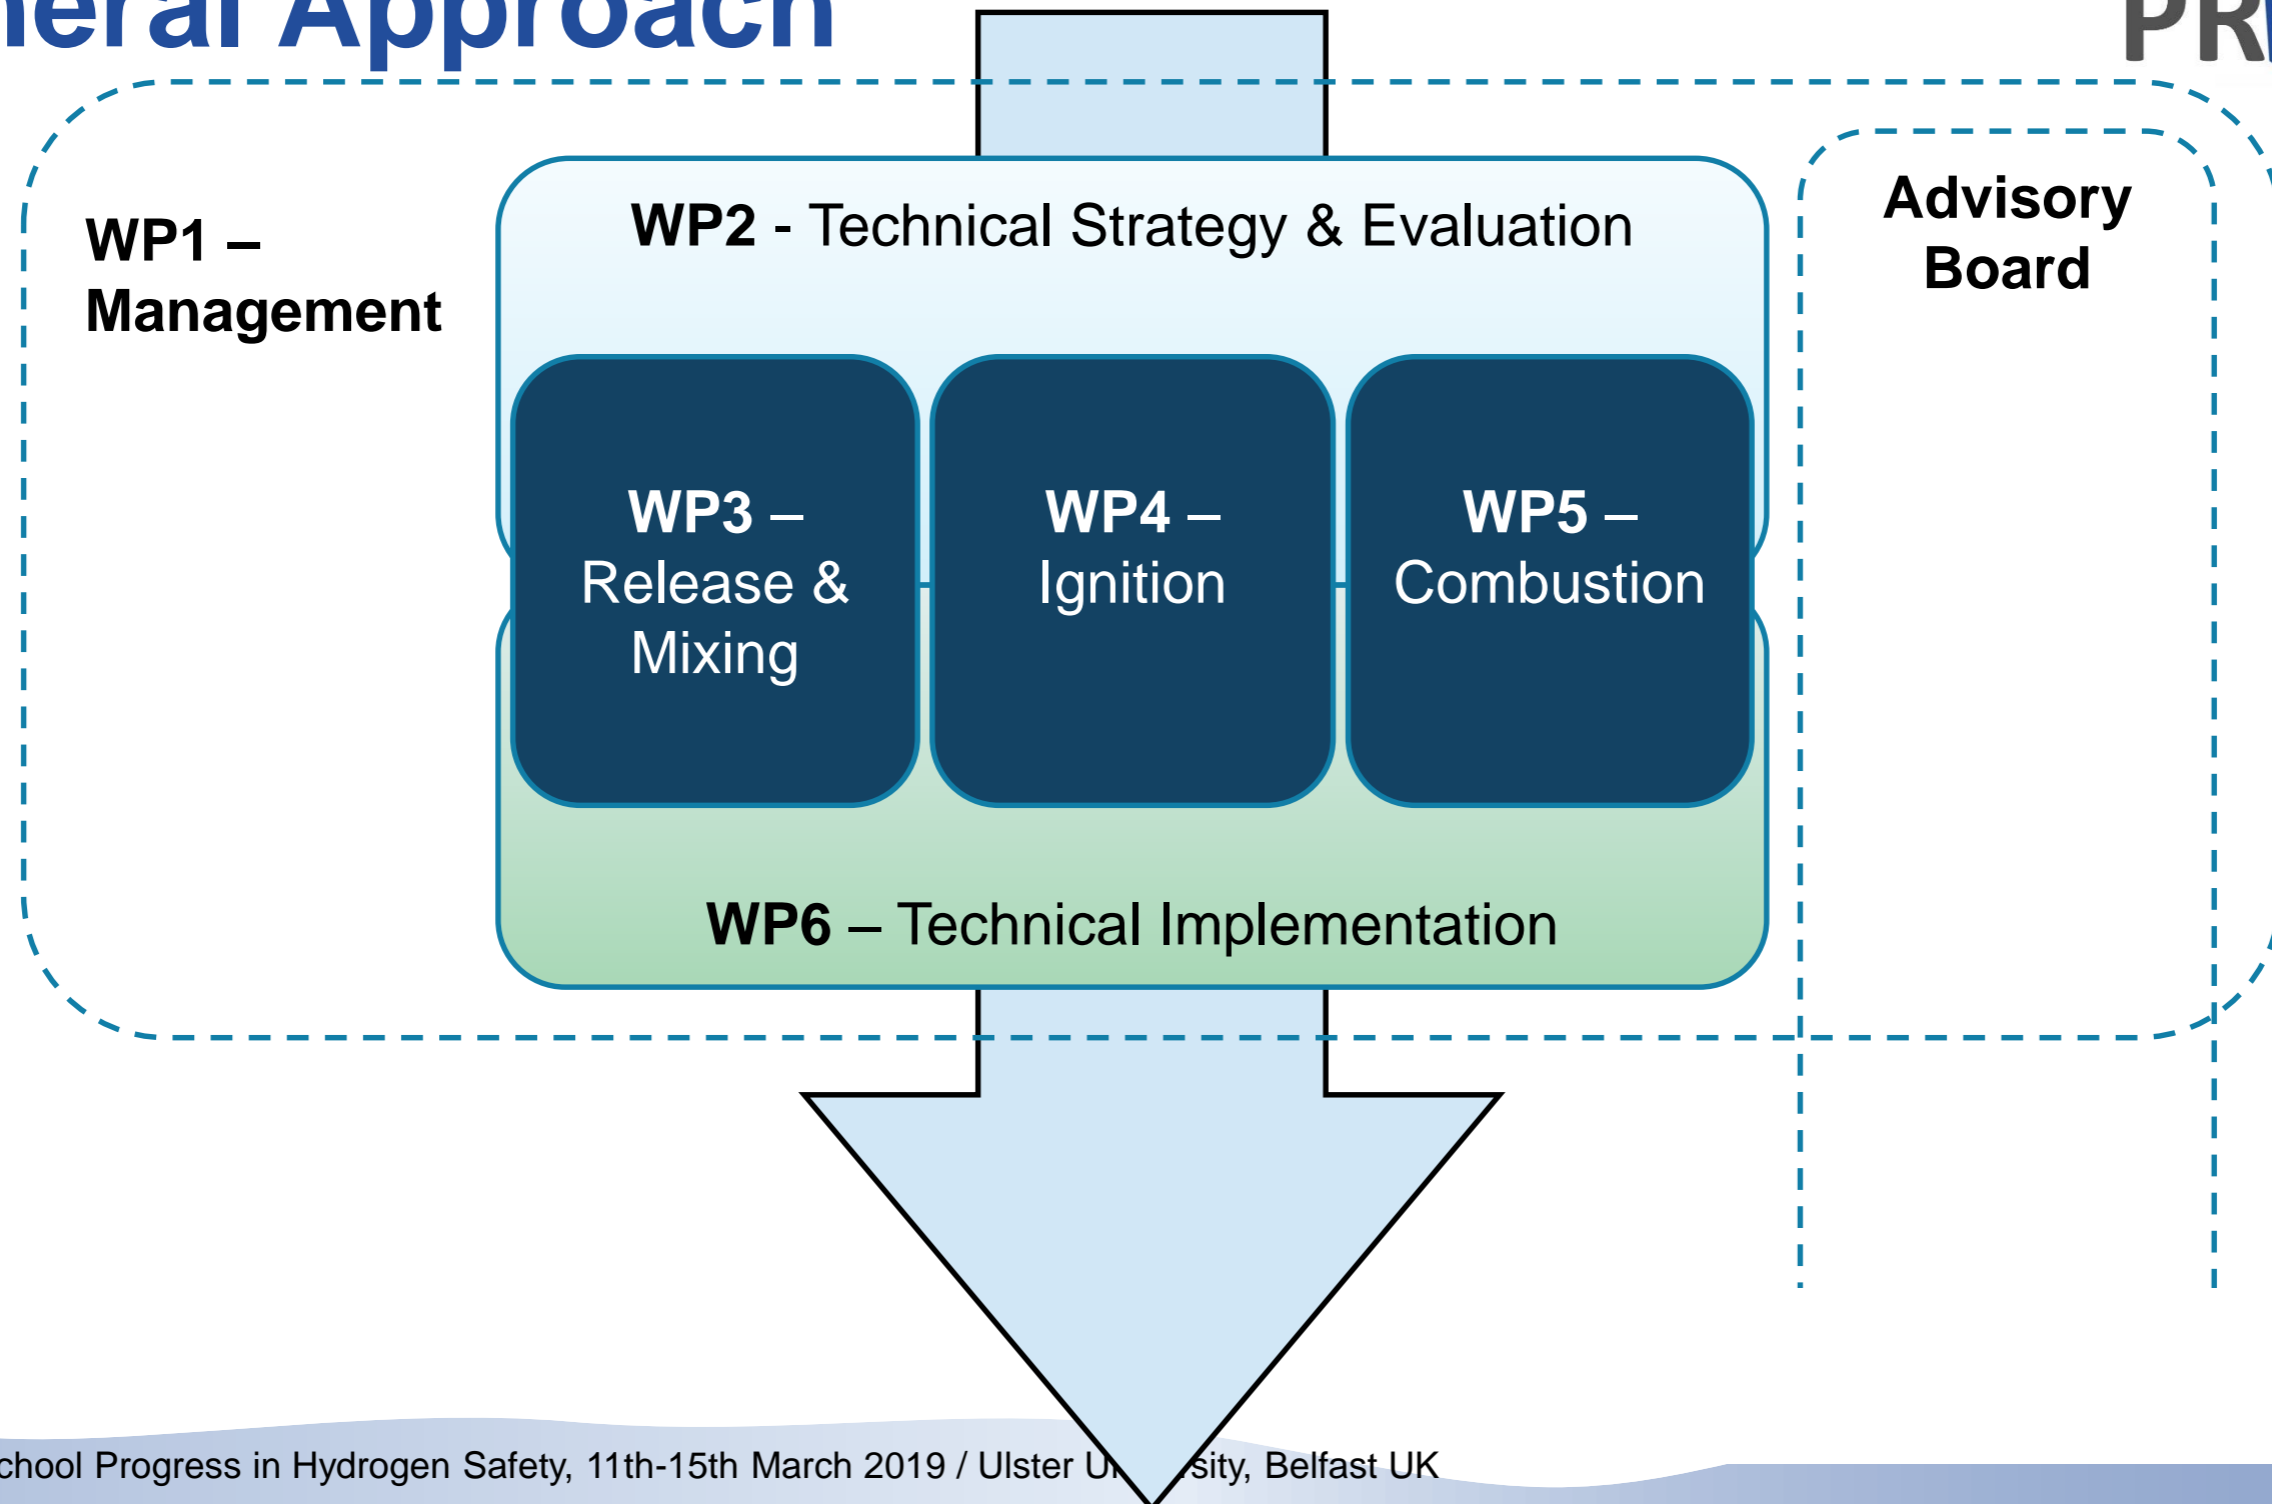 neral Approach
PR
WP1 –
Management
WP2 - Technical Strategy & Evaluation
Advisory
Board
WP3 –
Release &
Mixing
WP4 –
Ignition
WP5 –
Combustion
WP6 – Technical Implementation
chool Progress in Hydrogen Safety, 11th-15th March 2019 / Ulster U sity, Belfast UK